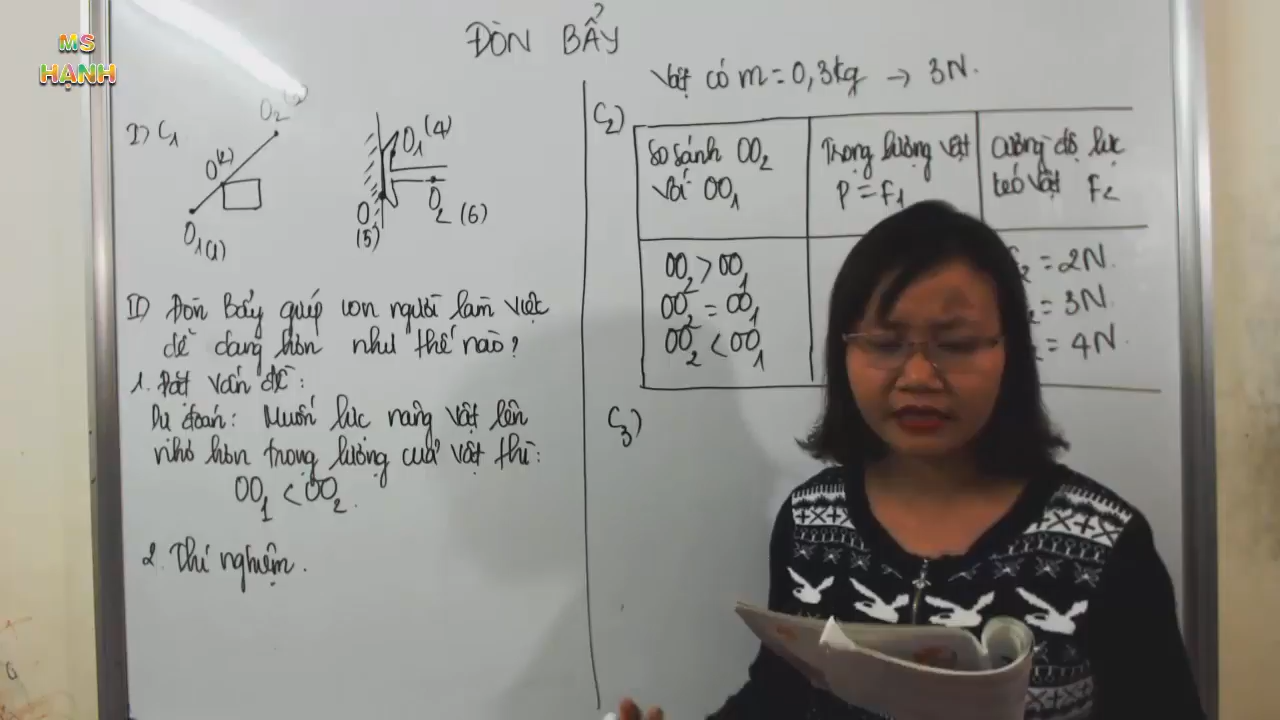 MS
HẠNH
ĐÒN BẨY
I) C1
O2(3)
O(2)
O1(1)
O1(4)
O
(5)
O2(6)
II) Đòn Bẩy giúp con người làm việc
dễ dàng hơn như thế nào?
1. Đặt vấn đề:
Dự đoán: Muốn lực nâng vật lên
nhỏ hơn trọng lượng của vật thì:
OO1 < OO2.
2. Thí nghiệm.
Vật có m = 0,3kg → 3N.
C2)
So sánh OO2
với OO1
Trọng lượng vật
P = F1
Cường độ lực
kéo vật F2
OO2 > OO1
OO2 = OO1
OO2 < OO1
= 2N.
= 3N.
= 4N.
C3)